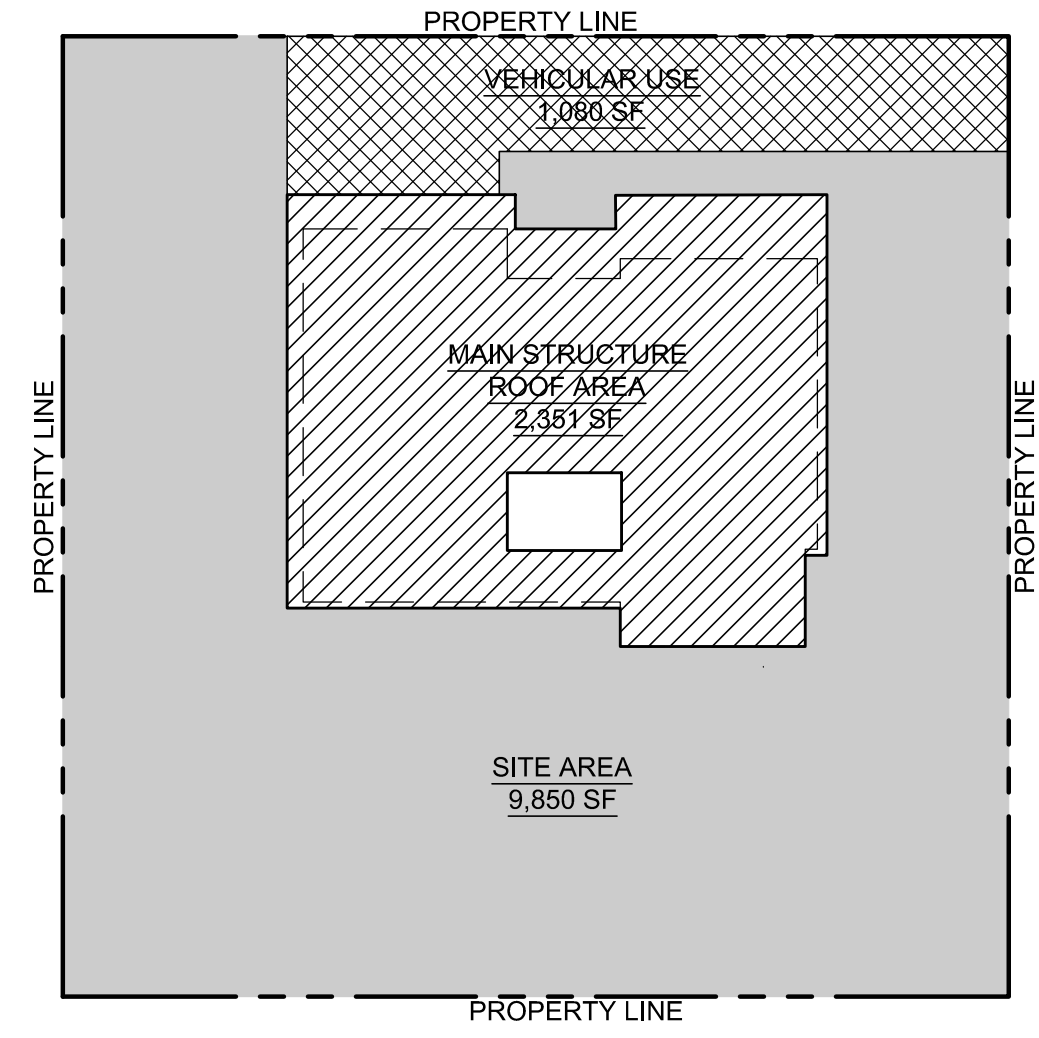 PROPERTY LINE
VEHICULAR USE
1,080 SF
MAIN STRUCTURE
ROOF AREA
2,351 SF
PROPERTY LINE
PROPERTY LINE
SITE AREA
9,850 SF
PROPERTY LINE